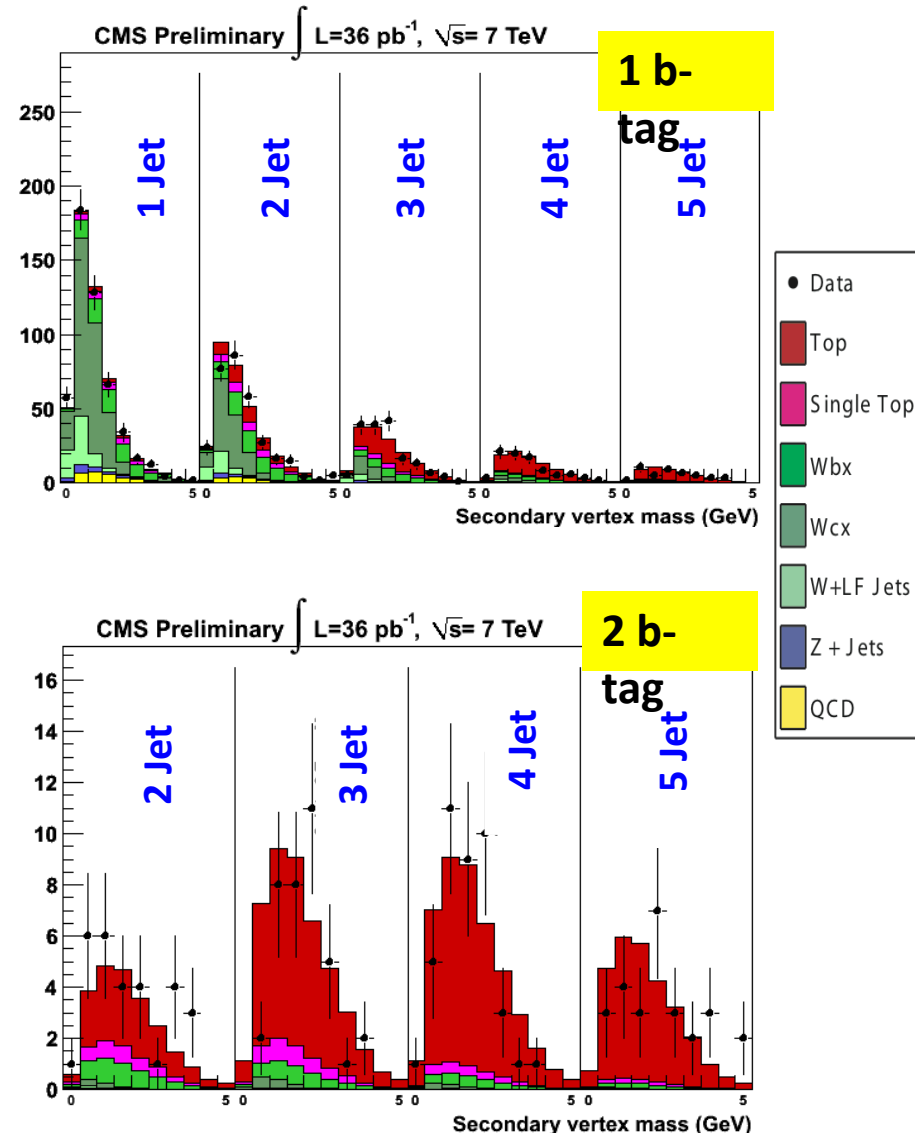 CMS Preliminary ∫ L=36 pb⁻¹, √s= 7 TeV
1 b-
tag
250
200
150
100
50
0
1 Jet
2 Jet
3 Jet
4 Jet
5 Jet
0 5 0 5 0 5 0 5 0 5
Secondary vertex mass (GeV)
Data
Top
Single Top
Wbx
Wcx
W+LF Jets
Z + Jets
QCD
CMS Preliminary ∫ L=36 pb⁻¹, √s= 7 TeV
2 b-
tag
16
14
12
10
8
6
4
2
0
2 Jet
3 Jet
4 Jet
5 Jet
0 5 0 5 0 5 0 5
Secondary vertex mass (GeV)